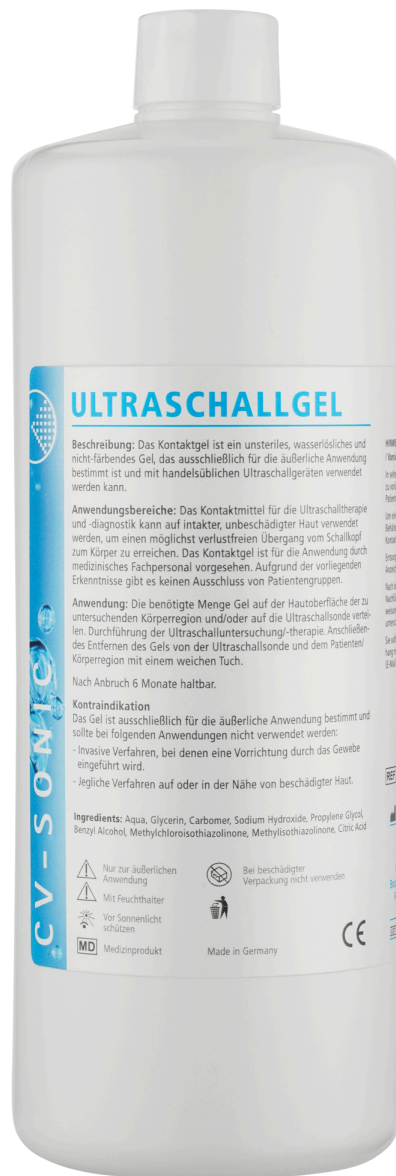 ULTRASCHALLGEL
Beschreibung: Das Kontaktgel ist ein unsteriles, wasserlösliches und
nicht-färbendes Gel, das ausschließlich für die äußerliche Anwendung
bestimmt ist und mit handelsüblichen Ultraschallgeräten verwendet
werden kann.
Anwendungsbereiche: Das Kontaktmittel für die Ultraschalltherapie
und -diagnostik kann auf intakter, unbeschädigter Haut verwendet
werden, um einen möglichst verlustfreien Übergang vom Schallkopf
zum Körper zu erreichen. Das Kontaktgel ist für die Anwendung durch
medizinisches Fachpersonal vorgesehen. Aufgrund der vorliegenden
Erkenntnisse gibt es keinen Ausschluss von Patientengruppen.
Anwendung: Die benötigte Menge Gel auf der Hautoberfläche der zu
untersuchenden Körperregion und/oder auf die Ultraschallsonde vertei-
len. Durchführung der Ultraschalluntersuchung/-therapie. Anschließen-
des Entfernen des Gels von der Ultraschallsonde und dem Patienten/
Körperregion mit einem weichen Tuch.
Nach Anbruch 6 Monate haltbar.
Kontraindikation
Das Gel ist ausschließlich für die äußerliche Anwendung bestimmt und
sollte bei folgenden Anwendungen nicht verwendet werden:
- Invasive Verfahren, bei denen eine Vorrichtung durch das Gewebe
eingeführt wird.
- Jegliche Verfahren auf oder in der Nähe von beschädigter Haut.
Ingredients: Aqua, Glycerin, Carbomer, Sodium Hydroxide, Propylene Glycol,
Benzyl Alcohol, Methylchloroisothiazolinone, Methylisothiazolinone, Citric Acid
Nur zur äußerlichen
Anwendung
Mit Feuchthalter
Vor Sonnenlicht
schützen
MD Medizinprodukt
Bei beschädigter
Verpackung nicht verwenden
Made in Germany
CE
CV-SONIC
REF